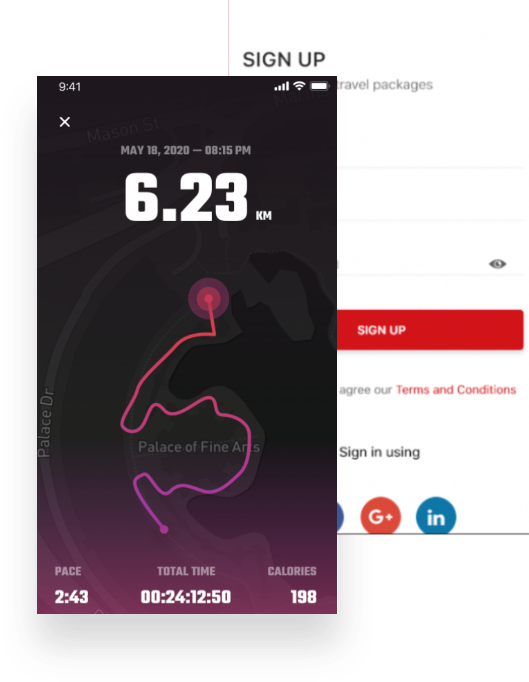 SIGN UP
travel packages
9:41
Mason St
MAY 18, 2020 — 08:15 PM
6.23 KM
SIGN UP
agree our Terms and Conditions
Palace Dr
Palace of Fine Arts
Sign in using
G+ in
PACE TOTAL TIME CALORIES
2:43 00:24:12:50 198